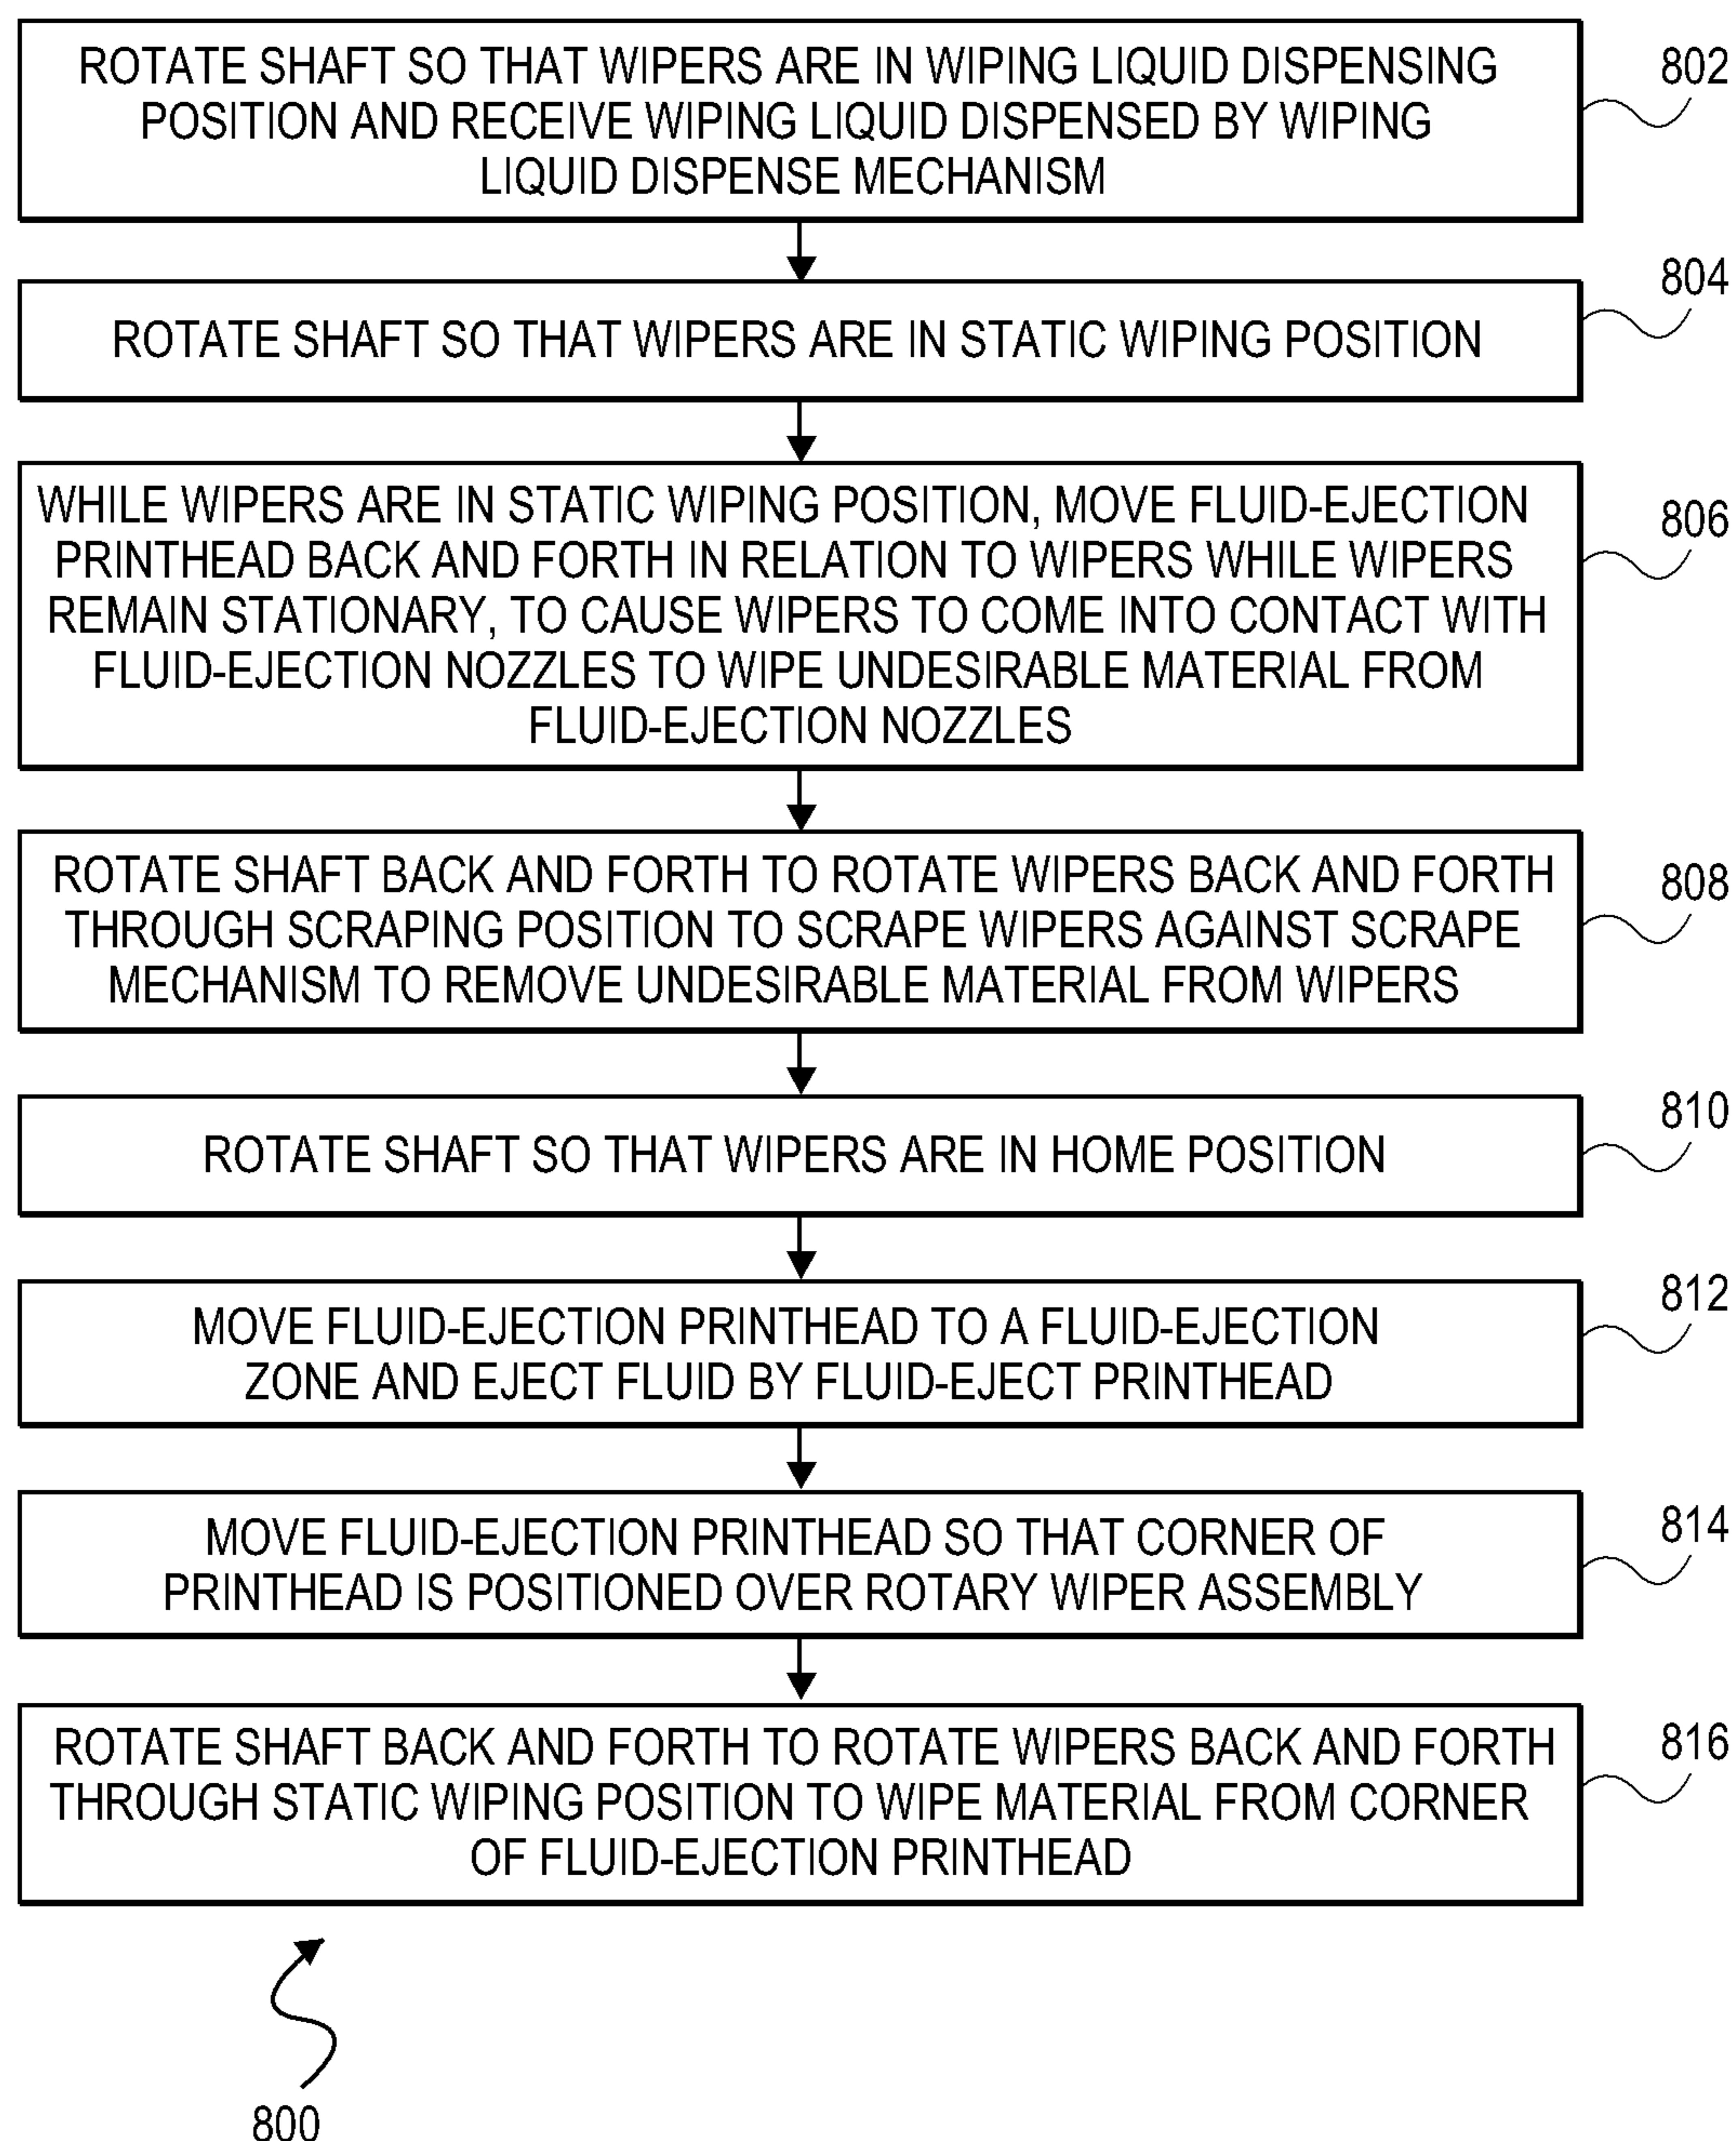 ROTATE SHAFT SO THAT WIPERS ARE IN WIPING LIQUID DISPENSING
POSITION AND RECEIVE WIPING LIQUID DISPENSED BY WIPING
LIQUID DISPENSE MECHANISM
802
ROTATE SHAFT SO THAT WIPERS ARE IN STATIC WIPING POSITION
804
WHILE WIPERS ARE IN STATIC WIPING POSITION, MOVE FLUID-EJECTION
PRINTHEAD BACK AND FORTH IN RELATION TO WIPERS WHILE WIPERS
REMAIN STATIONARY, TO CAUSE WIPERS TO COME INTO CONTACT WITH
FLUID-EJECTION NOZZLES TO WIPE UNDESIRABLE MATERIAL FROM
FLUID-EJECTION NOZZLES
806
ROTATE SHAFT BACK AND FORTH TO ROTATE WIPERS BACK AND FORTH
THROUGH SCRAPING POSITION TO SCRAPE WIPERS AGAINST SCRAPE
MECHANISM TO REMOVE UNDESIRABLE MATERIAL FROM WIPERS
808
ROTATE SHAFT SO THAT WIPERS ARE IN HOME POSITION
810
MOVE FLUID-EJECTION PRINTHEAD TO A FLUID-EJECTION
ZONE AND EJECT FLUID BY FLUID-EJECT PRINTHEAD
812
MOVE FLUID-EJECTION PRINTHEAD SO THAT CORNER OF
PRINTHEAD IS POSITIONED OVER ROTARY WIPER ASSEMBLY
814
ROTATE SHAFT BACK AND FORTH TO ROTATE WIPERS BACK AND FORTH
THROUGH STATIC WIPING POSITION TO WIPE MATERIAL FROM CORNER
OF FLUID-EJECTION PRINTHEAD
816
800